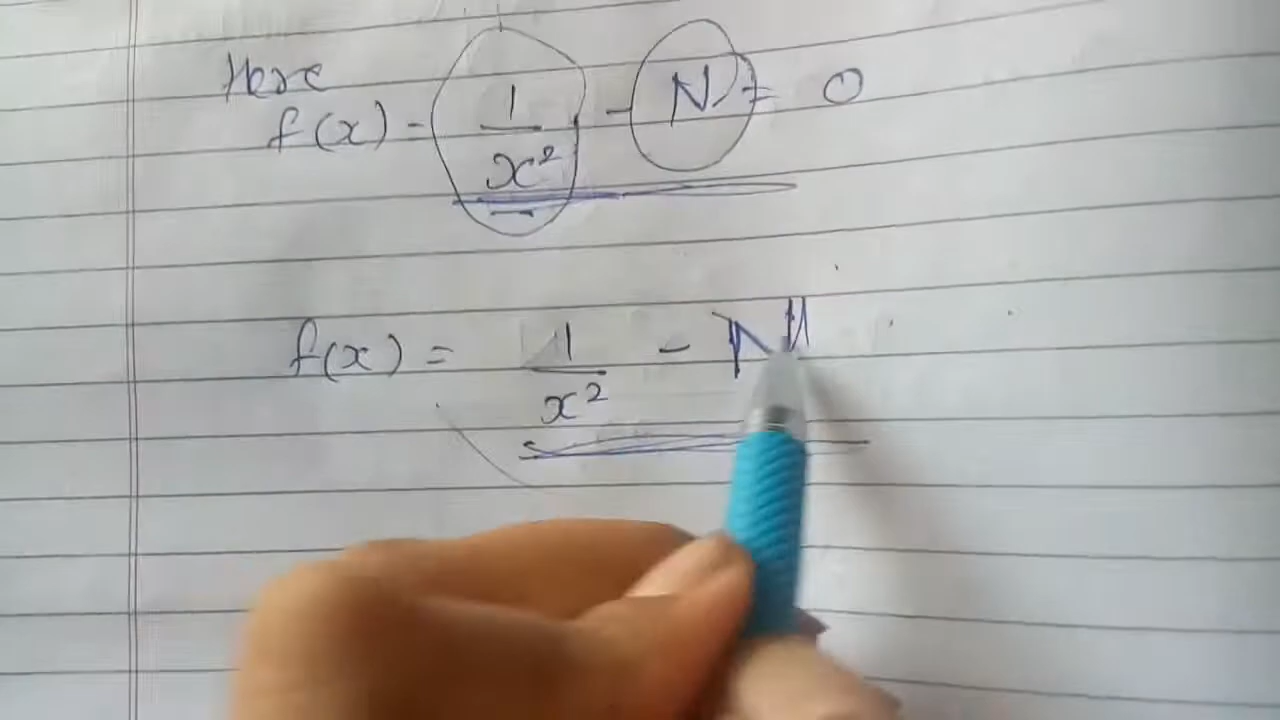 Here
f(x) = 1/x² - N = 0
f(x) = 1/x² - N